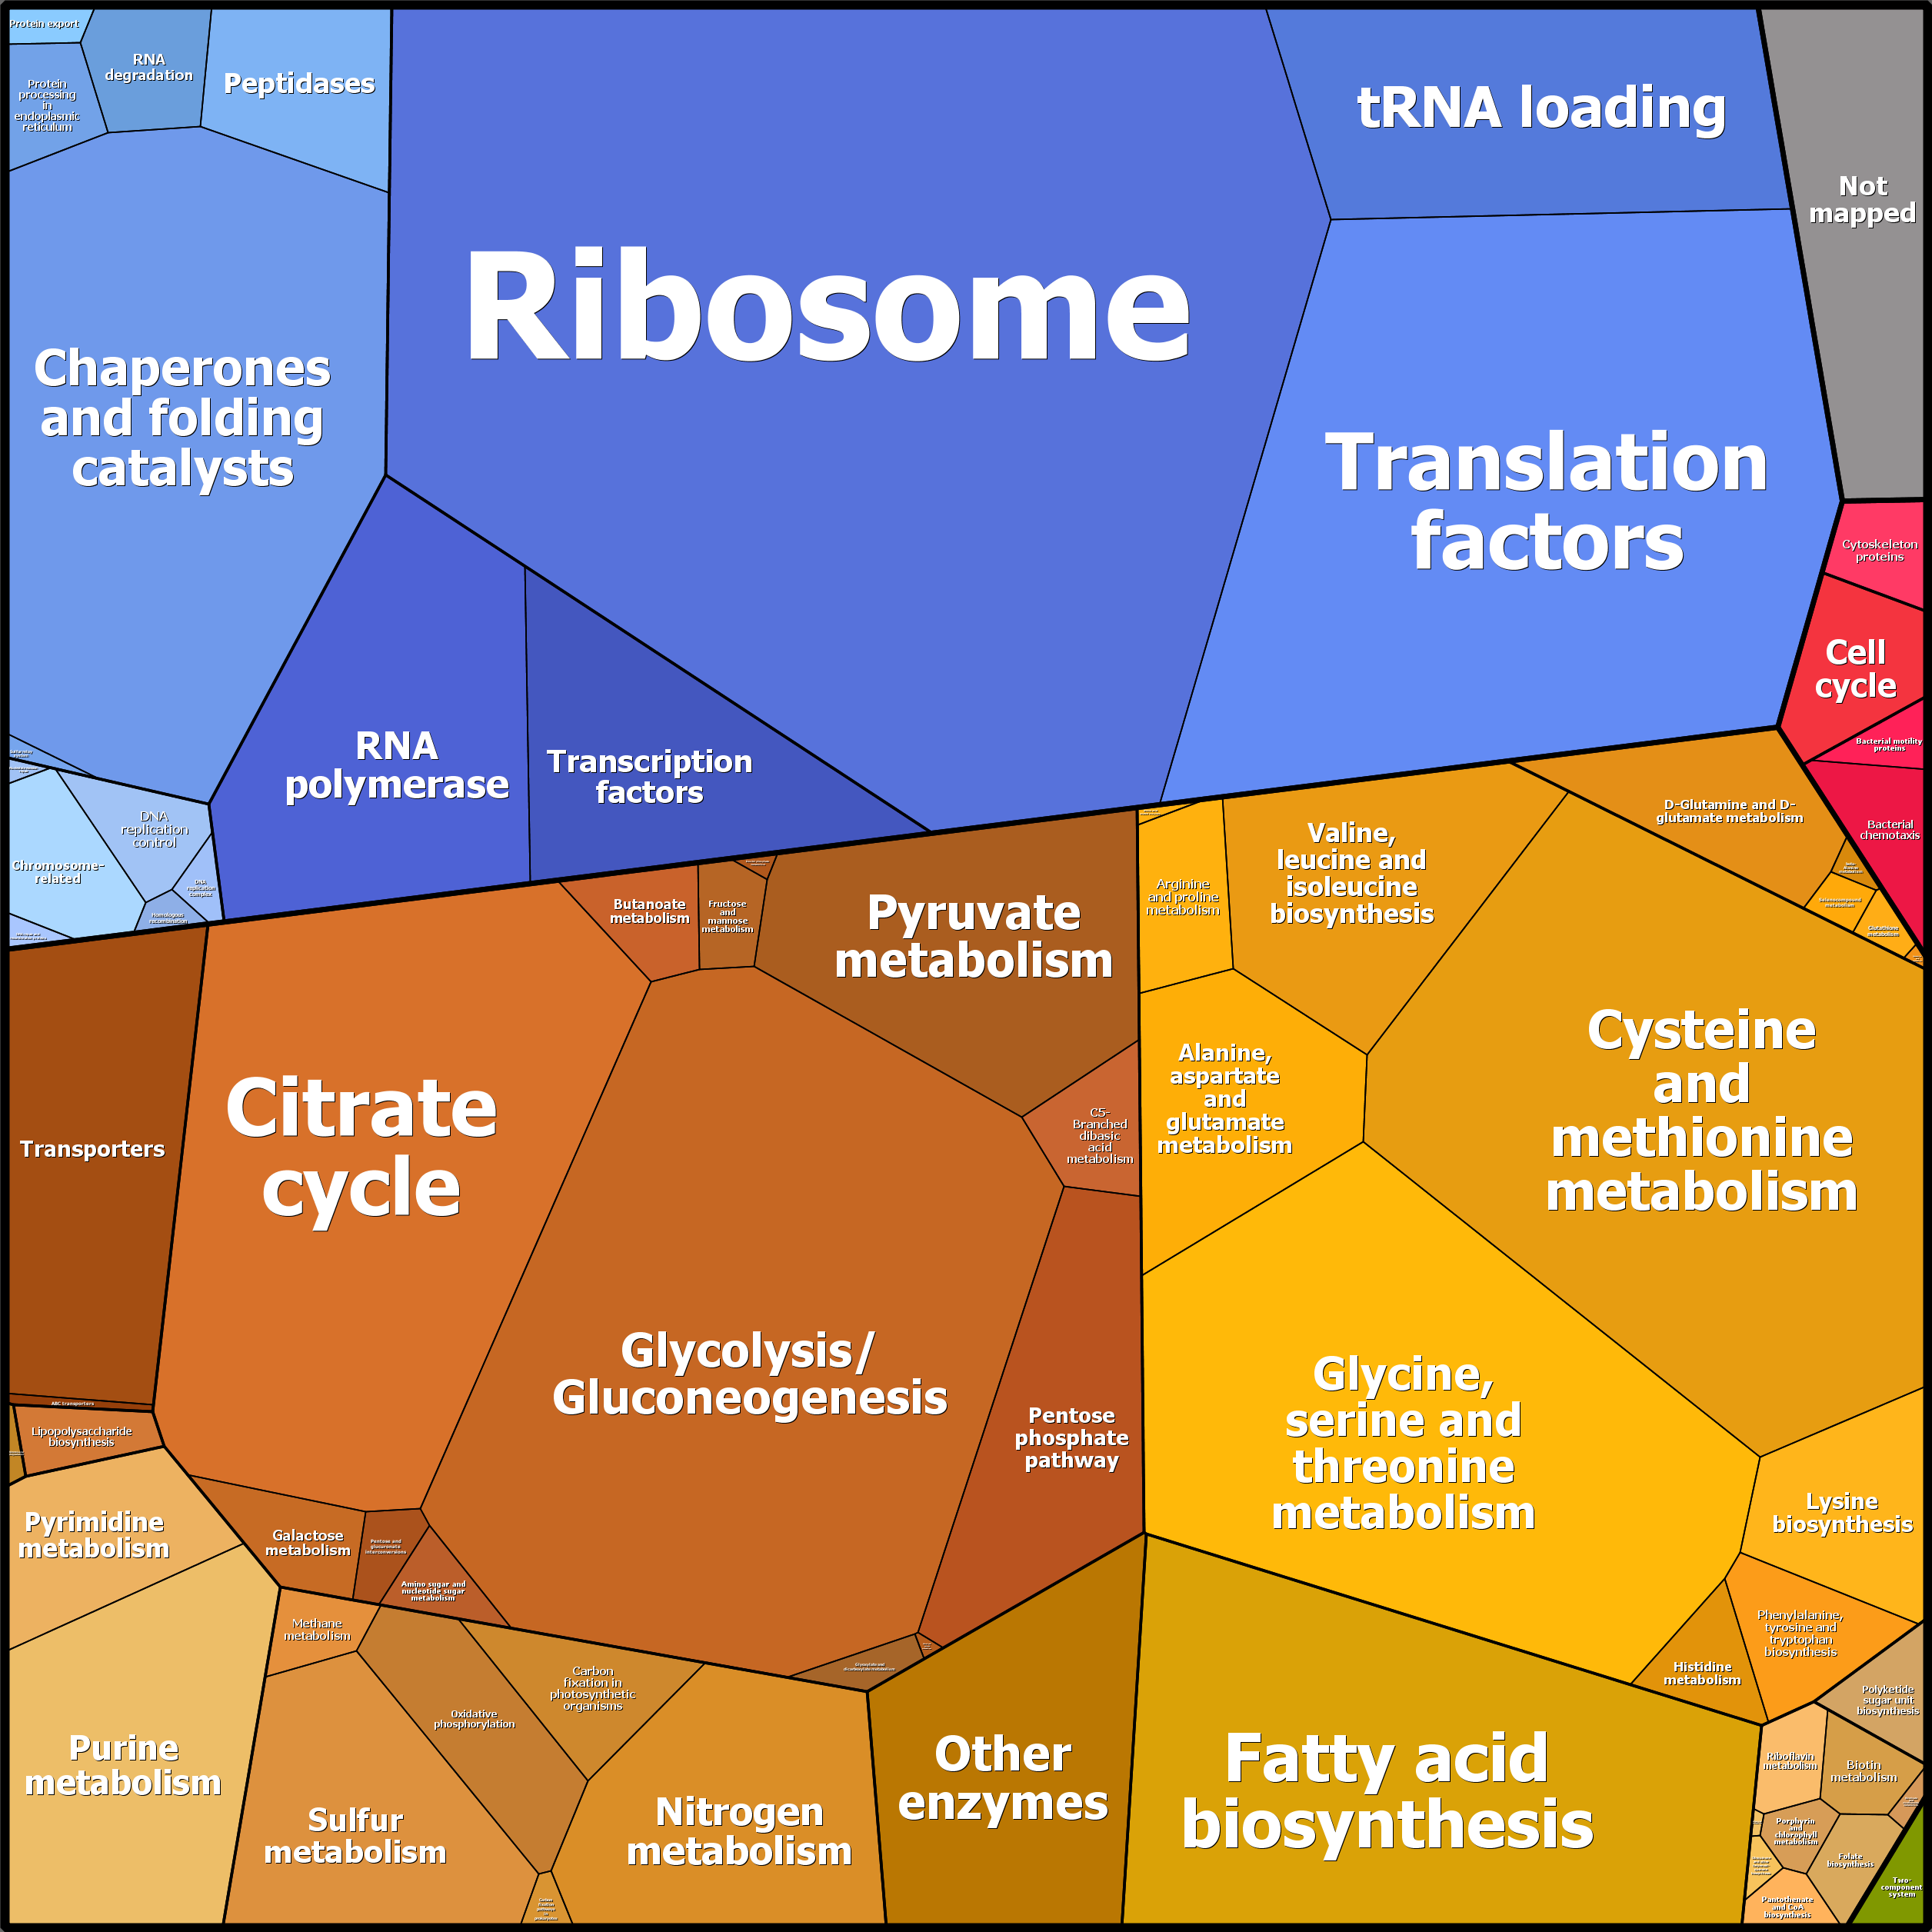 Protein export
RNA
degradation
Peptidases
Protein
processing
in
endoplasmic
reticulum
Ribosome
tRNA loading
Not
mapped
Chaperones
and folding
catalysts
Translation
factors
Cytoskeleton
proteins
Cell
cycle
Bacterial motility
proteins
Bacterial
chemotaxis
RNA
polymerase
Transcription
factors
DNA
replication
control
Chromosome-
related
DNA
replication
complex
Homologous
recombination
Butanoate
metabolism
Fructose
and
mannose
metabolism
Pyruvate
metabolism
Arginine
and proline
metabolism
Valine,
leucine and
isoleucine
biosynthesis
D-Glutamine and D-
glutamate metabolism
Selenocompound
metabolism
Glutathione
metabolism
Transporters
Citrate
cycle
C5-
Branched
dibasic
acid
metabolism
Alanine,
aspartate
and
glutamate
metabolism
Cysteine
and
methionine
metabolism
Glycolysis/
Gluconeogenesis
Pentose
phosphate
pathway
Glycine,
serine and
threonine
metabolism
Lysine
biosynthesis
ABC transporters
Lipopolysaccharide
biosynthesis
Pyrimidine
metabolism
Galactose
metabolism
Pentose and
glucuronate
interconversions
Amino sugar and
nucleotide sugar
metabolism
Methane
metabolism
Carbon
fixation in
photosynthetic
organisms
Oxidative
phosphorylation
Glyoxylate and
dicarboxylate metabolism
Histidine
metabolism
Phenylalanine,
tyrosine and
tryptophan
biosynthesis
Purine
metabolism
Sulfur
metabolism
Nitrogen
metabolism
Other
enzymes
Fatty acid
biosynthesis
Polyketide
sugar unit
biosynthesis
Riboflavin
metabolism
Biotin
metabolism
Porphyrin
and
chlorophyll
metabolism
Folate
biosynthesis
Pantothenate
and CoA
biosynthesis
Two-
component
system